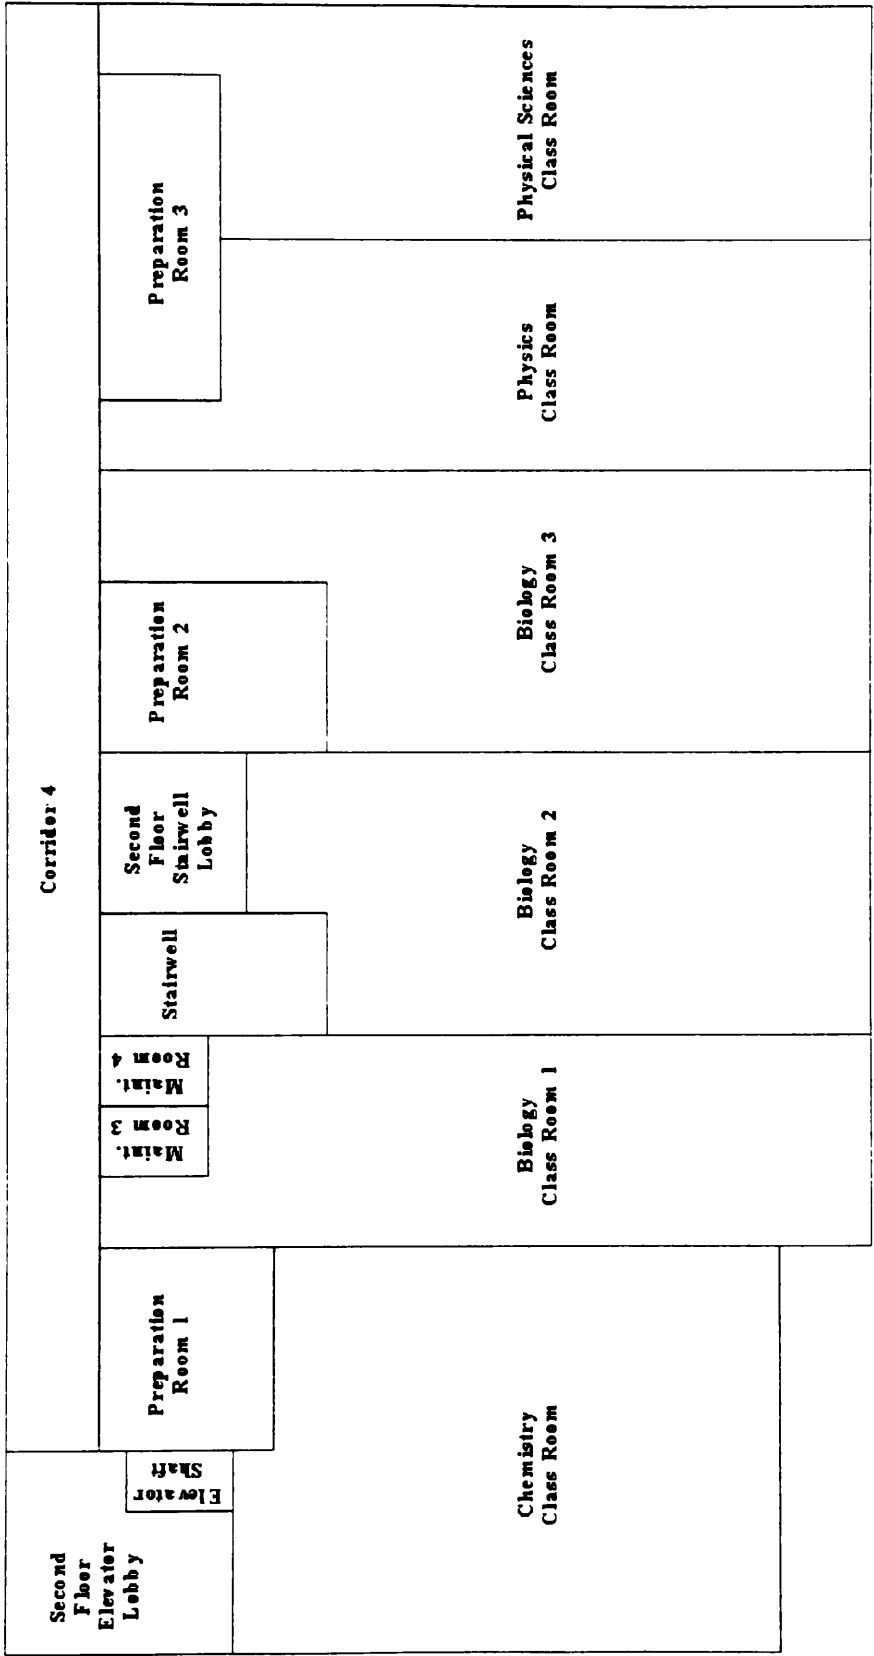 Corridor 4
Second
Floor
Elevator
Lobby
Elevator
Shaft
Preparation
Room 1
Maint.
Room 3
Maint.
Room 4
Stairwell
Second
Floor
Stairwell
Lobby
Preparation
Room 2
Preparation
Room 3
Chemistry
Class Room
Biology
Class Room 1
Biology
Class Room 2
Biology
Class Room 3
Physics
Class Room
Physical Sciences
Class Room